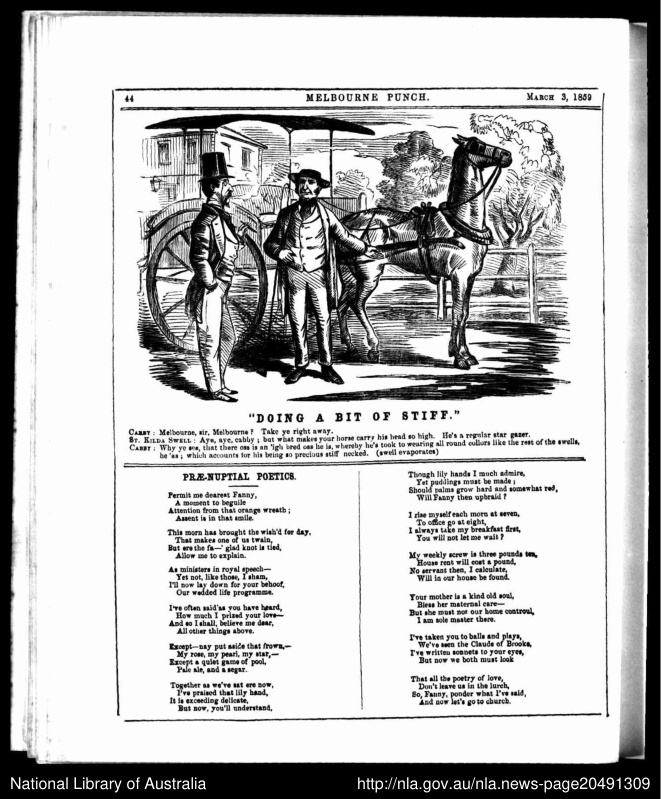 44
MELBOURNE PUNCH.
MARCH 3, 1859
"DOING A BIT OF STIFF."
CABBY : Melbourne, sir, Melbourne ? Take ye right away.
ST. KILDA SWELL : Aye, aye, cabby ; but what makes your horse carry his head so high. He's a regular star gazer.
CABBY : Why ye see, that there oss is an 'igh bred oss he is, whereby he's took to wearing all round collors like the rest of the swells,
he 'as ; which accounts for his being so precious stiff necked. (swell evaporates)
PRÆ-NUPTIAL POETICS.
Permit me dearest Fanny,
A moment to beguile
Attention from that orange wreath ;
Assent is in that smile.
This morn has brought the wish'd for day,
That makes one of us twain,
But ere the fa—' glad knot is tied,
Allow me to explain.
As ministers in royal speech—
Yet not, like those, I sham,
I'll now lay down for your behoof,
Our wedded life programme.
I've often said as you have heard,
How much I prized your love—
And so I shall, believe me dear,
All other things above.
Except—nay put aside that frown,—
My rose, my pearl, my star,—
Except a quiet game of pool,
Pale ale, and a segar.
Together as we've sat ere now,
I've praised that lily hand,
It is exceeding delicate,
But now, you'll understand,
Though lily hands I much admire,
Yet puddings must be made ;
Should palms grow hard and somewhat red,
Will Fanny then upbraid ?
I rise myself each morn at seven,
To office go at eight,
I always take my breakfast first,
You will not let me wait ?
My weekly screw is three pounds ten,
House rent will cost a pound,
No servant then, I calculate,
Will in our house be found.
Your mother is a kind old soul,
Bless her maternal care—
But she must not our home controul,
I am sole master there.
I've taken you to balls and plays,
We've seen the Claude of Brooke,
I've written sonnets to your eyes,
But now we both must look
That all the poetry of love,
Don't leave us in the lurch,
So, Fanny, ponder what I've said,
And now let's go to church.
National Library of Australia
http://nla.gov.au/nla.news-page20491309